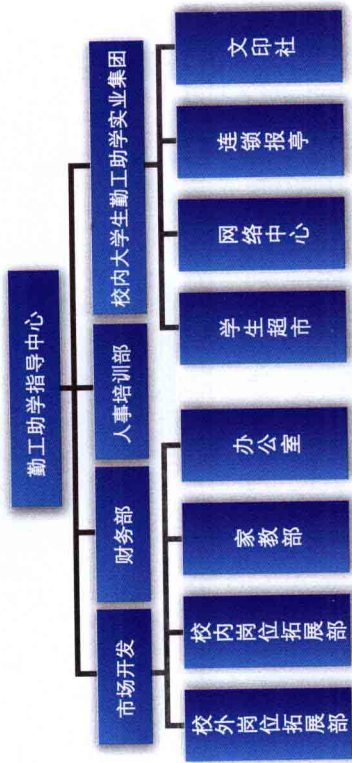 勤工助学指导中心
市场开发
财务部
人事培训部
校内大学生勤工助学实业集团
校外岗位拓展部
校内岗位拓展部
家教部
办公室
学生超市
网络中心
连锁报亭
文印社